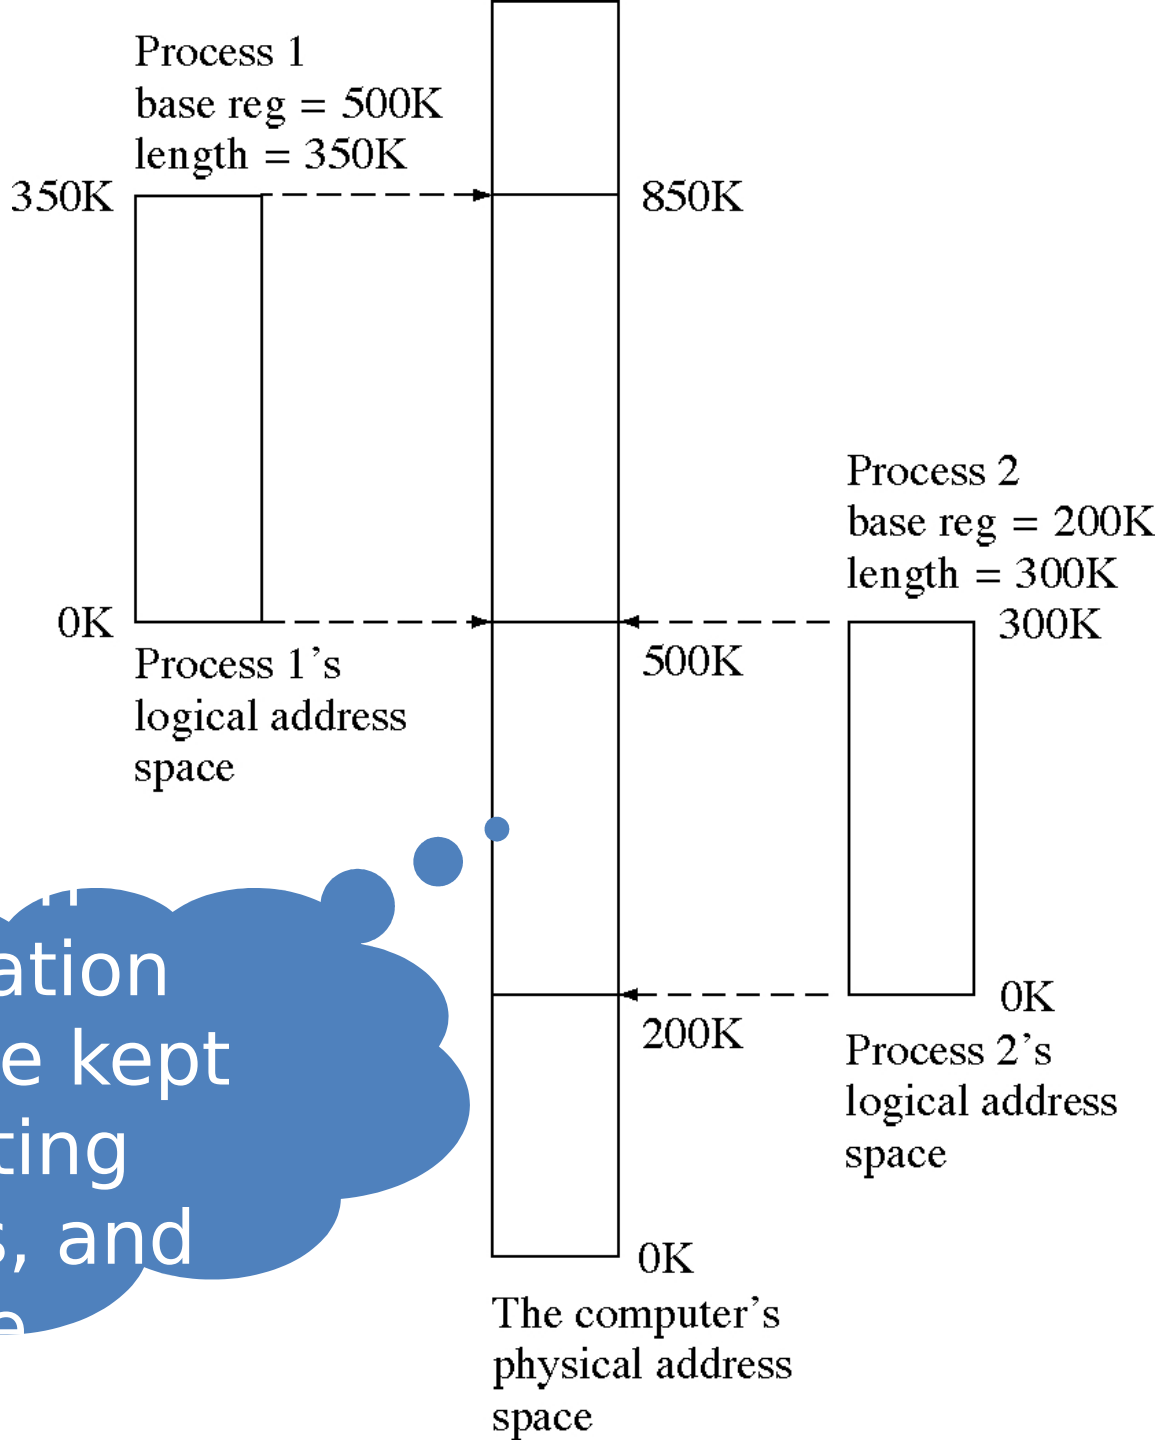 Process 1
base reg = 500K
length = 350K
350K
850K
Process 2
base reg = 200K
length = 300K
0K
300K
500K
Process 1’s
logical address
space
0K
200K
Process 2’s
logical address
space
ation
e kept
ting
s, and
e
0K
The computer’s
physical address
space